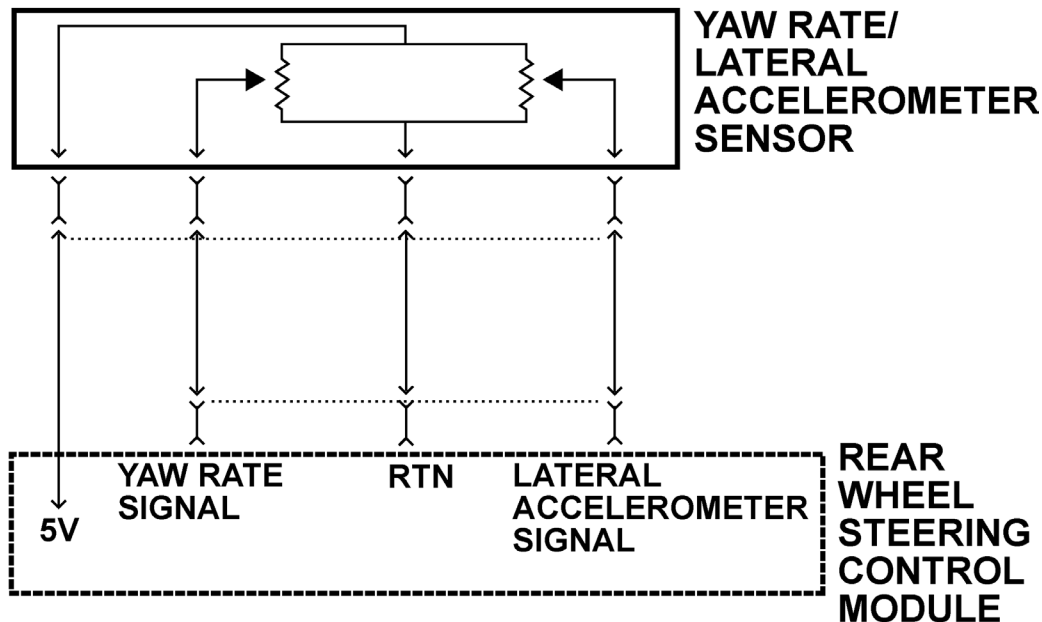 YAW RATE/
LATERAL
ACCELEROMETER
SENSOR
YAW RATE
SIGNAL
RTN
LATERAL
ACCELEROMETER
SIGNAL
5V
REAR
WHEEL
STEERING
CONTROL
MODULE